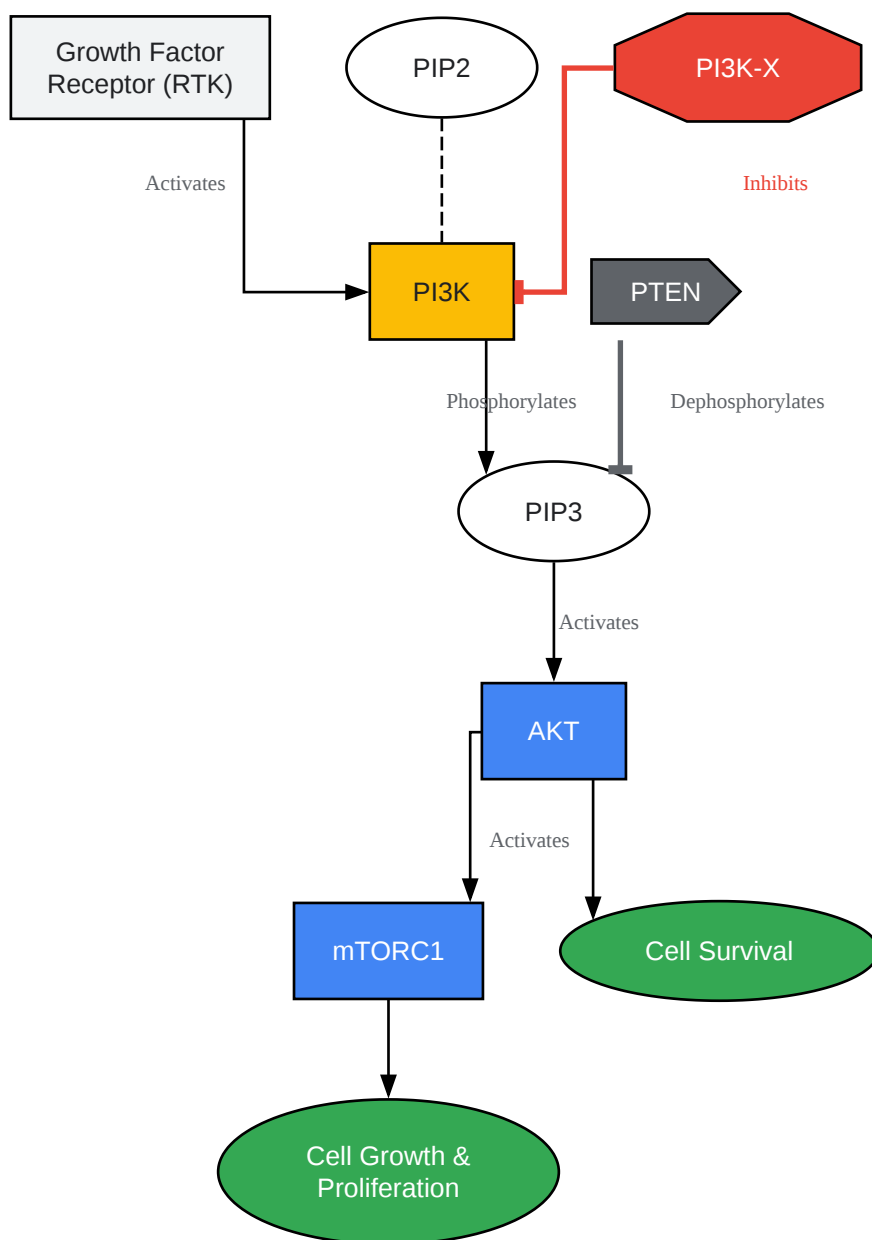 Growth Factor
Receptor (RTK)
PIP2
PI3K-X
Activates
Inhibits
PI3K
PTEN
Phosphorylates
Dephosphorylates
PIP3
Activates
AKT
Activates
mTORC1
Cell Survival
Cell Growth &
Proliferation